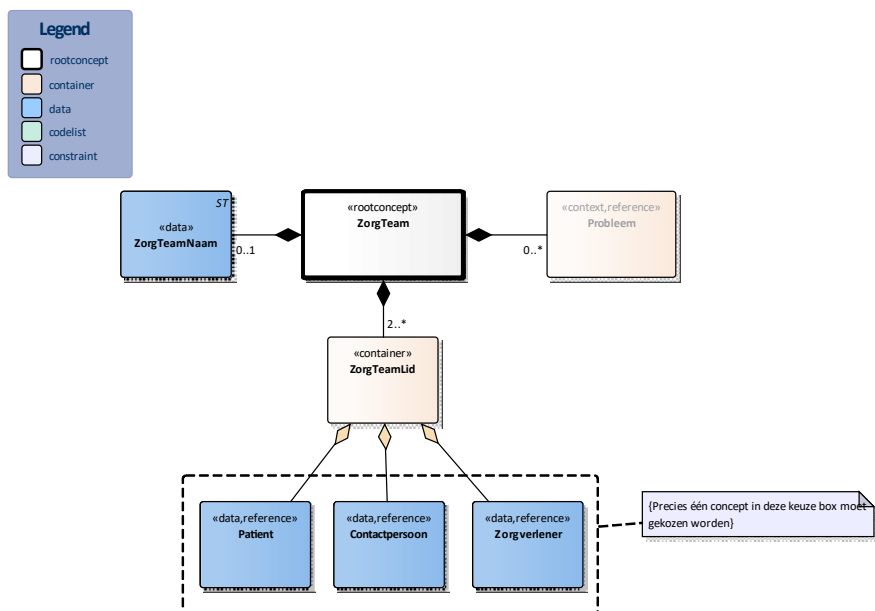 Legend
rootconcept
container
data
codelist
constraint
ST
«data»
ZorgTeamNaam
0..1
«rootconcept»
ZorgTeam
«context,reference»
Probleem
0..*
2..*
«container»
ZorgTeamLid
«data,reference»
Patient
«data,reference»
Contactpersoon
«data,reference»
Zorgverlener
{Precies één concept in deze keuze box moet
gekozen worden}